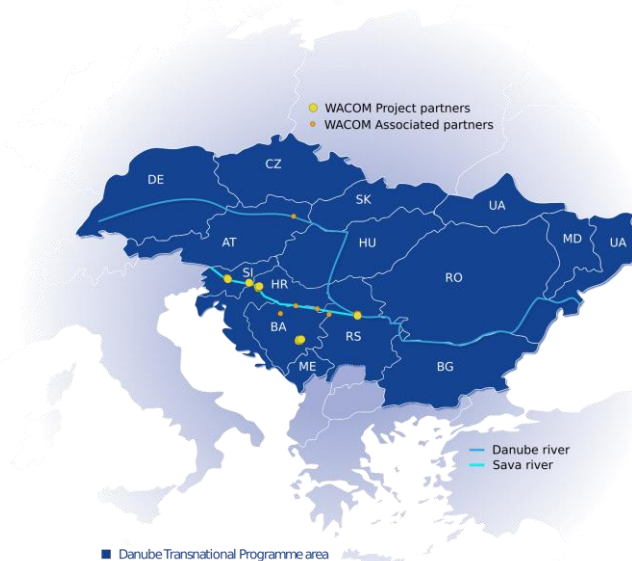 WACOM Project partners
WACOM Associated partners
CZ
DE
SK
UA
MD
UA
AT
HU
RO
SI
HR
BA
RS
ME
BG
Danube river
Sava river
Danube Transnational Programme area